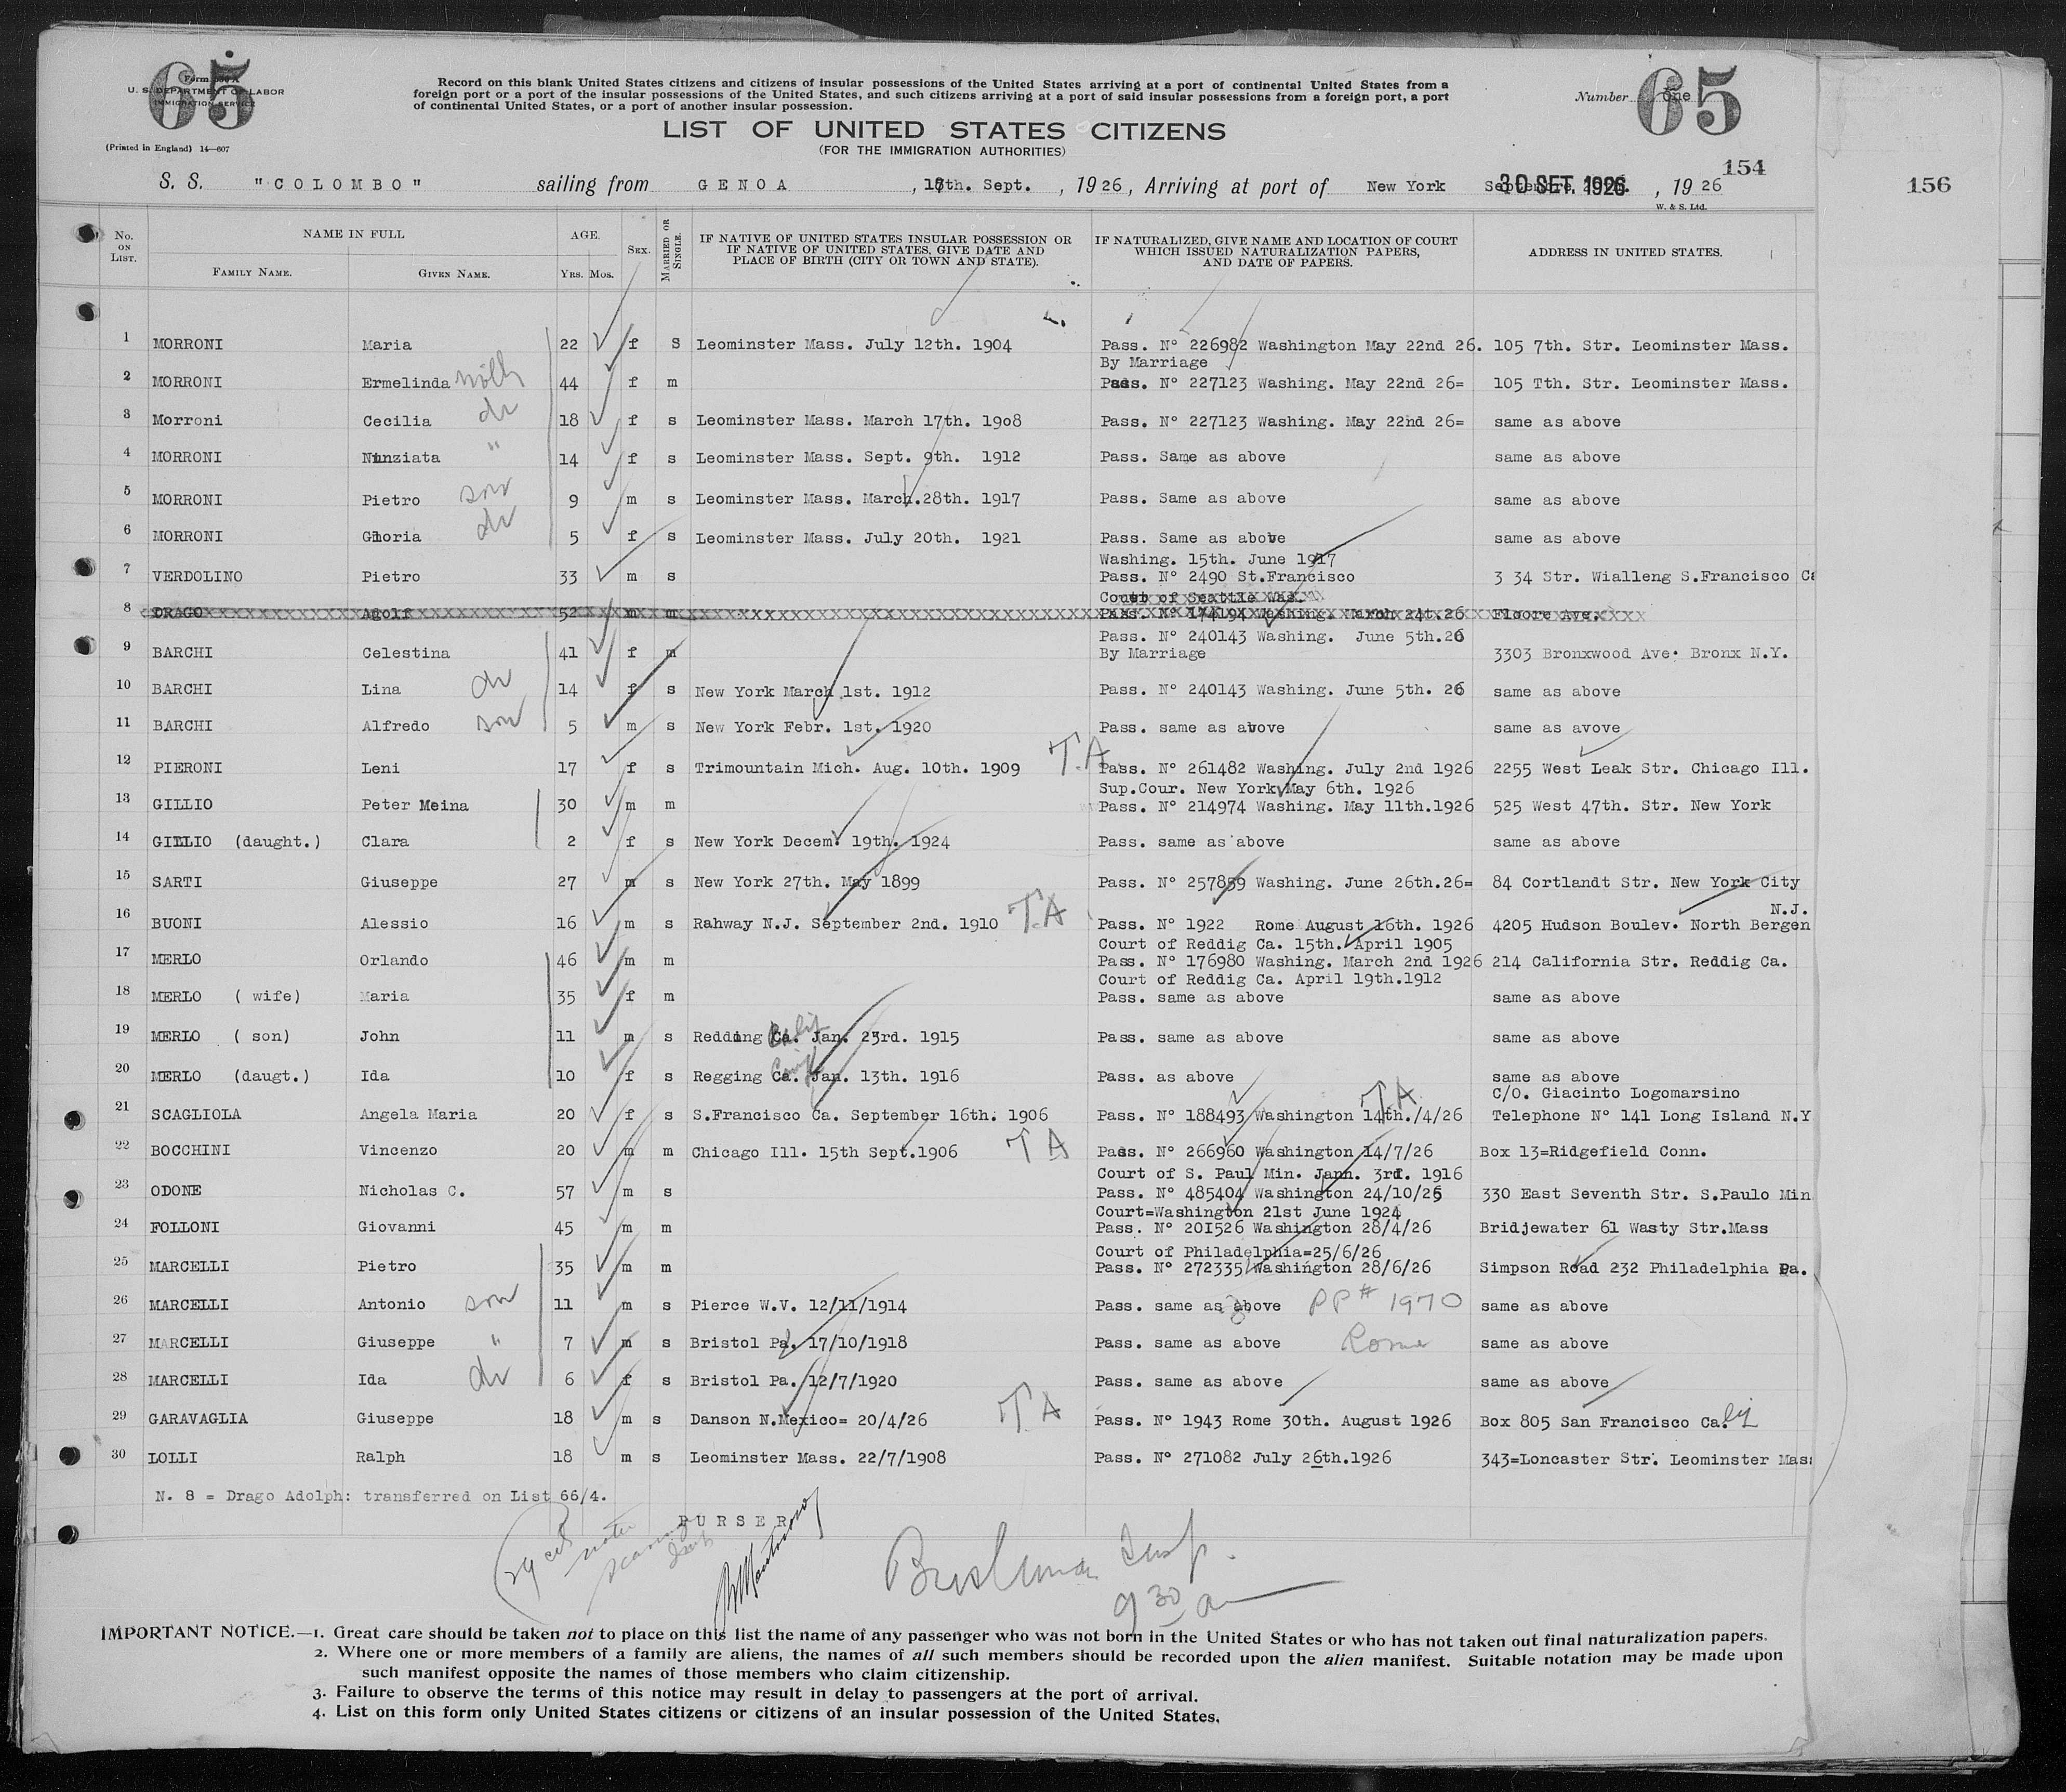 65
65
Form 630 A
U. S. DEPARTMENT OF LABOR
IMMIGRATION SERVICE
(Printed in England) 14—607
Record on this blank United States citizens and citizens of insular possessions of the United States arriving at a port of continental United States from a
foreign port or a port of the insular possessions of the United States, and such citizens arriving at a port of said insular possessions from a foreign port, a port
of continental United States, or a port of another insular possession.
Number One
LIST OF UNITED STATES CITIZENS
(FOR THE IMMIGRATION AUTHORITIES)
154
156
S. S. "COLOMBO" sailing from GENOA , 18th. Sept. , 1926, Arriving at port of New York 30 SET. 1926 , 1926
W. & S. Ltd.
No. ON LIST. NAME IN FULL AGE. SEX. MARRIED OR SINGLE. IF NATIVE OF UNITED STATES INSULAR POSSESSION OR IF NATIVE OF UNITED STATES, GIVE DATE AND PLACE OF BIRTH (CITY OR TOWN AND STATE). IF NATURALIZED, GIVE NAME AND LOCATION OF COURT WHICH ISSUED NATURALIZATION PAPERS, AND DATE OF PAPERS. ADDRESS IN UNITED STATES.
FAMILY NAME. GIVEN NAME. YRS. MOS.
1 MORRONI Maria 22 f S Leominster Mass. July 12th. 1904 Pass. Nº 226982 Washington May 22nd 26. 105 7th. Str. Leominster Mass.
By Marriage
2 MORRONI Ermelinda 44 f m Pass. Nº 227123 Washing. May 22nd 26= 105 Tth. Str. Leominster Mass.
3 Morroni Cecilia dr 18 f s Leominster Mass. March 17th. 1908 Pass. Nº 227123 Washing. May 22nd 26= same as above
4 MORRONI Nunziata " 14 f s Leominster Mass. Sept. 9th. 1912 Pass. Same as above same as above
5 MORRONI Pietro son 9 m s Leominster Mass. March.28th. 1917 Pass. Same as above same as above
6 MORRONI Gloria dr 5 f s Leominster Mass. July 20th. 1921 Pass. Same as above same as above
Washing. 15th. June 1917
7 VERDOLINO Pietro 33 m s Pass. Nº 2490 St.Francisco 3 34 Str. Wialleng S.Francisco Ca
Court of Seattle Was.
8 DRAGO Adolf 52 m m Pass. Nº 174194 Washing. March 24t.26 Floore Ave.
Pass. Nº 240143 Washing. June 5th.26
9 BARCHI Celestina 41 f m By Marriage 3303 Bronxwood Ave. Bronx N.Y.
10 BARCHI Lina dr 14 f s New York March 1st. 1912 Pass. Nº 240143 Washing. June 5th. 26 same as above
11 BARCHI Alfredo son 5 m s New York Febr. 1st. 1920 Pass. same as above same as avove
12 PIERONI Leni 17 f s Trimountain Mich. Aug. 10th. 1909 T.A Pass. Nº 261482 Washing. July 2nd 1926 2255 West Leak Str. Chicago Ill.
Sup.Cour. New York May 6th. 1926
13 GILLIO Peter Meina 30 m m Pass. Nº 214974 Washing. May 11th.1926 525 West 47th. Str. New York
14 GILLIO (daught.) Clara 2 f s New York Decem. 19th. 1924 Pass. same as above same as above
15 SARTI Giuseppe 27 m s New York 27th. May 1899 Pass. Nº 257859 Washing. June 26th.26= 84 Cortlandt Str. New York City
N.J.
16 BUONI Alessio 16 m s Rahway N.J. September 2nd. 1910 T.A Pass. Nº 1922 Rome August 16th. 1926 4205 Hudson Boulev. North Bergen
Court of Reddig Ca. 15th. April 1905
17 MERLO Orlando 46 m m Pass. Nº 176980 Washing. March 2nd 1926 214 California Str. Reddig Ca.
Court of Reddig Ca. April 19th.1912
18 MERLO ( wife) Maria 35 f m Pass. same as above same as above
19 MERLO ( son) John 11 m s Redding Ca. Jan. 23rd. 1915 Pass. same as above same as above
20 MERLO (daugt.) Ida 10 f s Regging Ca. Jan. 13th. 1916 Pass. as above same as above
C/O. Giacinto Logomarsino
21 SCAGLIOLA Angela Maria 20 f s S.Francisco Ca. September 16th. 1906 Pass. Nº 188493 Washington 14th./4/26 T.A Telephone Nº 141 Long Island N.Y
22 BOCCHINI Vincenzo 20 m m Chicago Ill. 15th Sept.1906 T A Pass. Nº 266960 Washington 14/7/26 Box 13=Ridgefield Conn.
Court of S. Paul Min. Jann. 3rd. 1916
23 ODONE Nicholas C. 57 m s Pass. Nº 485404 Washington 24/10/25 330 East Seventh Str. S.Paulo Min
Court=Washington 21st June 1924
24 FOLLONI Giovanni 45 m m Pass. Nº 201526 Washington 28/4/26 Bridjewater 61 Wasty Str.Mass
Court of Philadelphia=25/6/26
25 MARCELLI Pietro 35 m m Pass. Nº 272335 Washington 28/6/26 Simpson Road 232 Philadelphia Pa.
26 MARCELLI Antonio son 11 m s Pierce W.V. 12/11/1914 Pass. same as above PP# 1970 same as above
27 MARCELLI Giuseppe " 7 m s Bristol Pa. 17/10/1918 Pass. same as above Rome same as above
28 MARCELLI Ida dr 6 f s Bristol Pa. 12/7/1920 Pass. same as above same as above
29 GARAVAGLIA Giuseppe 18 m s Danson N.Mexico= 20/4/26 T A Pass. Nº 1943 Rome 30th. August 1926 Box 805 San Francisco Ca.
30 LOLLI Ralph 18 m s Leominster Mass. 22/7/1908 Pass. Nº 271082 July 26th.1926 343=Loncaster Str. Leominster Mass
N. 8 = Drago Adolph: transferred on List 66/4.
PURSER
Insp.
9 30 a
IMPORTANT NOTICE.—1. Great care should be taken not to place on this list the name of any passenger who was not born in the United States or who has not taken out final naturalization papers.
2. Where one or more members of a family are aliens, the names of all such members should be recorded upon the alien manifest. Suitable notation may be made upon
such manifest opposite the names of those members who claim citizenship.
3. Failure to observe the terms of this notice may result in delay to passengers at the port of arrival.
4. List on this form only United States citizens or citizens of an insular possession of the United States.